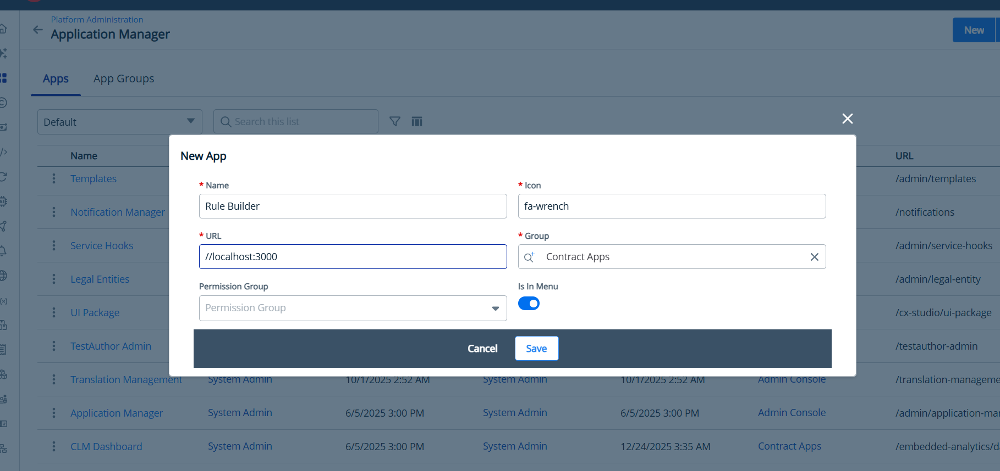 Platform Administration
Application Manager
New
Apps
App Groups
Default
Search this list
Name
URL
Templates
/admin/templates
Notification Manager
/notifications
Service Hooks
/admin/service-hooks
Legal Entities
/admin/legal-entity
UI Package
/cx-studio/ui-package
TestAuthor Admin
/testauthor-admin
New App
* Name
* Icon
Rule Builder
fa-wrench
* URL
* Group
//localhost:3000
Contract Apps
Permission Group
Is In Menu
Permission Group
Cancel
Save
Translation Management System Admin 10/1/2025 2:52 AM System Admin 10/1/2025 2:52 AM Admin Console /translation-manageme
Application Manager System Admin 6/5/2025 3:00 PM System Admin 6/5/2025 3:00 PM Admin Console /admin/application-ma
CLM Dashboard System Admin 6/5/2025 3:00 PM System Admin 12/24/2025 3:35 AM Contract Apps /embedded-analytics/d